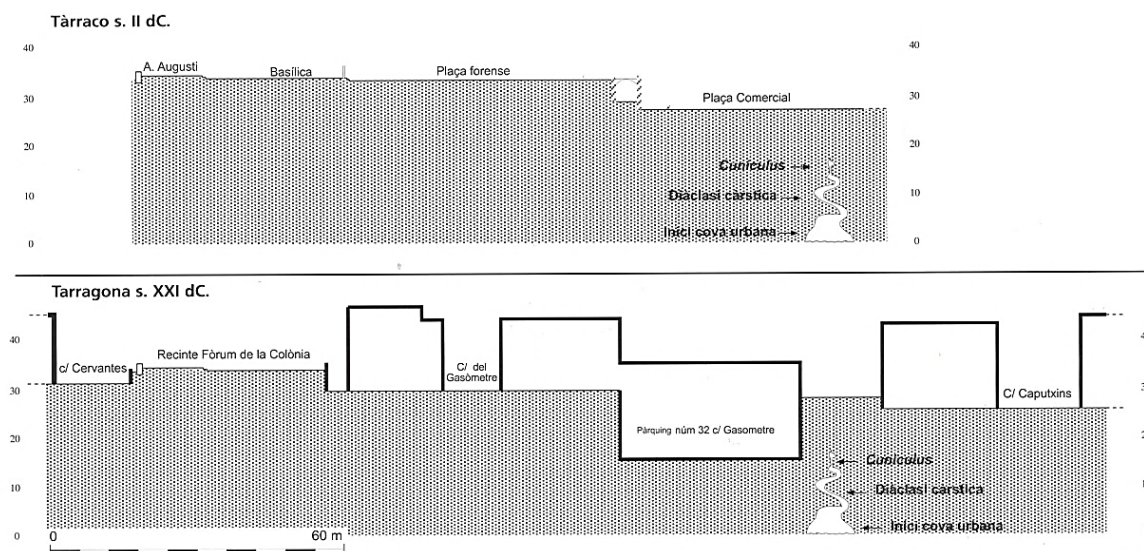 Tàrraco s. II dC.
40
40
A. Augusti
Basílica
Plaça forense
30
Plaça Comercial
30
20
20
Cuniculus
10
Diàclasi càrstica
10
Inici cova urbana
0
0
Tarragona s. XXI dC.
40
c/ Cervantes
Recinte Fòrum de la Colònia
C/ del
Gasòmetre
C/ Caputxins
30
20
Pàrquing núm 32 c/ Gasometre
Cuniculus
10
Diàclasi càrstica
Inici cova urbana
0
0
60 m